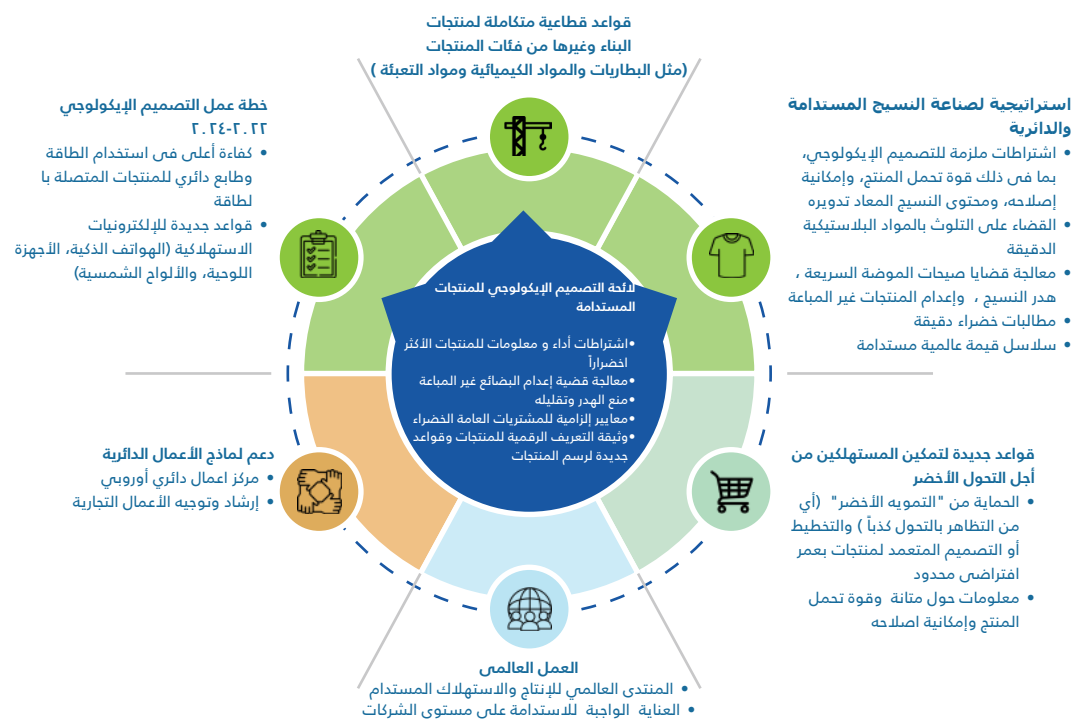 قواعد قطاعية متكاملة لمنتجات
البناء وغيرها من فئات المنتجات
(مثل البطاريات والمواد الكيميائية ومواد التعبئة )
استراتيجية لصناعة النسيج المستدامة
والدائرية
• اشتراطات ملزمة للتصميم الإيكولوجي،
بما فى ذلك قوة تحمل المنتج، وإمكانية
إصلاحه، ومحتوى النسيج المعاد تدويره
• القضاء على التلوث بالمواد البلاستيكية
الدقيقة
• معالجة قضايا صيحات الموضة السريعة ،
هدر النسيج ، وإعدام المنتجات غير المباعة
• مطالبات خضراء دقيقة
• سلاسل قيمة عالمية مستدامة
خطة عمل التصميم الإيكولوجي
٢٠٢٢-٢٠٢٤
• كفاءة أعلى فى استخدام الطاقة
وطابع دائري للمنتجات المتصلة با
لطاقة
• قواعد جديدة للإلكترونيات
الاستهلاكية (الهواتف الذكية، الأجهزة
اللوحية، والألواح الشمسية)
لائحة التصميم الإيكولوجي للمنتجات
المستدامة
•اشتراطات أداء و معلومات للمنتجات الأكثر
اخضراراً
•معالجة قضية إعدام البضائع غير المباعة
•منع الهدر وتقليله
•معايير إلزامية للمشتريات العامة الخضراء
•وثيقة التعريف الرقمية للمنتجات وقواعد
جديدة لرسم المنتجات
قواعد جديدة لتمكين المستهلكين من
أجل التحول الأخضر
• الحماية من "التمويه الأخضر" (أي
من التظاهر بالتحول كذباً ) والتخطيط
أو التصميم المتعمد لمنتجات بعمر
افتراضى محدود
• معلومات حول متانة وقوة تحمل
المنتج وإمكانية اصلاحه
دعم لماذج الأعمال الدائرية
• مركز اعمال دائري أوروبي
• إرشاد وتوجيه الأعمال التجارية
العمل العالمى
• المنتدى العالمي للإنتاج والاستهلاك المستدام
• العناية الواجبة للاستدامة على مستوى الشركات